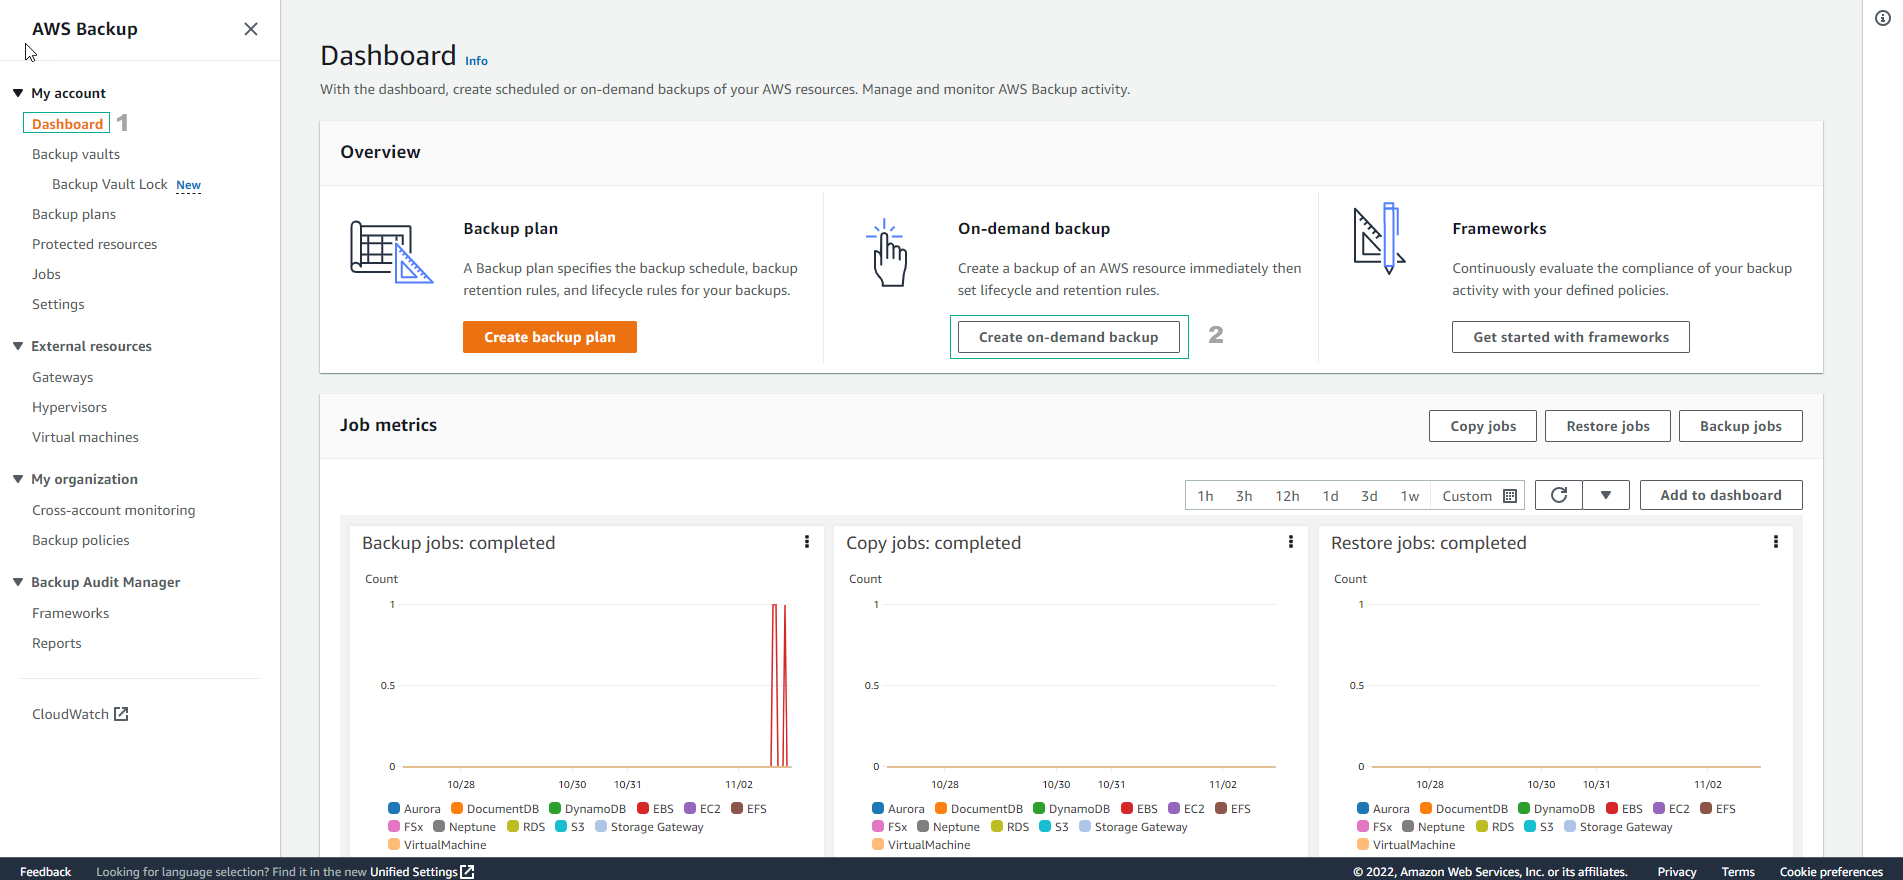 AWS Backup
My account
Dashboard 1
Backup vaults
Backup Vault Lock New
Backup plans
Protected resources
Jobs
Settings
External resources
Gateways
Hypervisors
Virtual machines
My organization
Cross-account monitoring
Backup policies
Backup Audit Manager
Frameworks
Reports
CloudWatch
Dashboard Info
With the dashboard, create scheduled or on-demand backups of your AWS resources. Manage and monitor AWS Backup activity.
Overview
Backup plan
A Backup plan specifies the backup schedule, backup
retention rules, and lifecycle rules for your backups.
Create backup plan
On-demand backup
Create a backup of an AWS resource immediately then
set lifecycle and retention rules.
Create on-demand backup 2
Frameworks
Continuously evaluate the compliance of your backup
activity with your defined policies.
Get started with frameworks
Job metrics
Copy jobs Restore jobs Backup jobs
1h 3h 12h 1d 3d 1w Custom Add to dashboard
Backup jobs: completed
Count
1
0.5
0
10/28 10/30 10/31 11/02
Aurora DocumentDB DynamoDB EBS EC2 EFS
FSx Neptune RDS S3 Storage Gateway
VirtualMachine
Copy jobs: completed
Count
1
0.5
0
10/28 10/30 10/31 11/02
Aurora DocumentDB DynamoDB EBS EC2 EFS
FSx Neptune RDS S3 Storage Gateway
VirtualMachine
Restore jobs: completed
Count
1
0.5
0
10/28 10/30 10/31 11/02
Aurora DocumentDB DynamoDB EBS EC2 EFS
FSx Neptune RDS S3 Storage Gateway
VirtualMachine
Feedback Looking for language selection? Find it in the new Unified Settings © 2022, Amazon Web Services, Inc. or its affiliates. Privacy Terms Cookie preferences